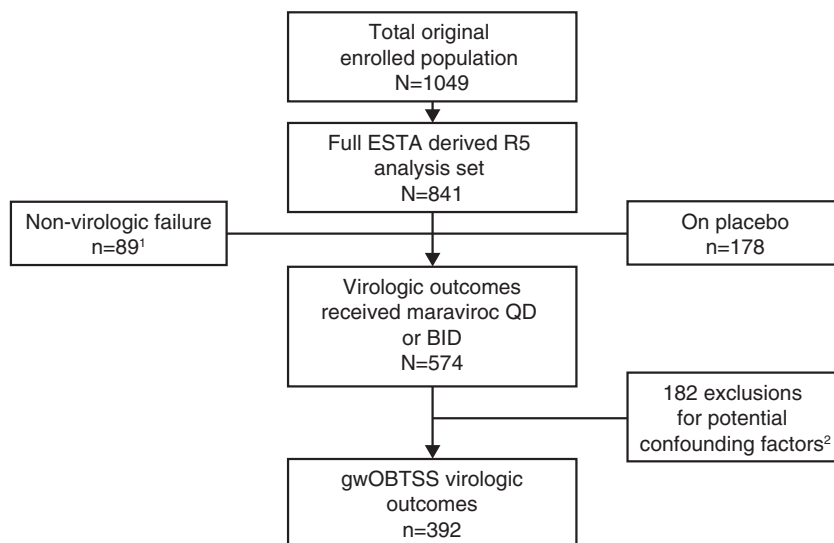 Total original
enrolled population
N=1049
Full ESTA derived R5
analysis set
N=841
Non-virologic failure
n=89¹
On placebo
n=178
Virologic outcomes
received maraviroc QD
or BID
N=574
182 exclusions
for potential
confounding factors²
gwOBTSS virologic
outcomes
n=392